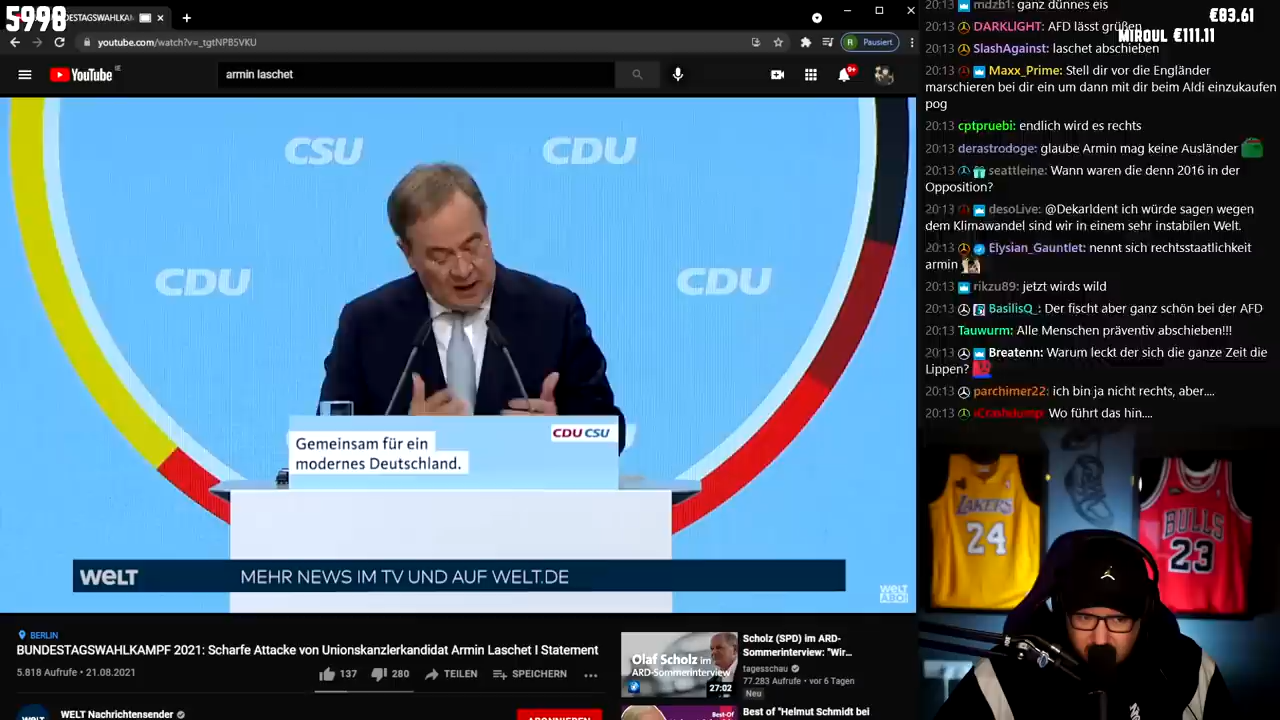 5998
BUNDESTAGSWAHLKAM
youtube.com/watch?v=_tgtNPB5VKU
R Pausiert
YouTube DE
armin laschet
9+
CSU CDU
CDU CDU
Gemeinsam für ein
modernes Deutschland.
CDU CSU
WELT MEHR NEWS IM TV UND AUF WELT.DE
WELT
ABO
BERLIN
BUNDESTAGSWAHLKAMPF 2021: Scharfe Attacke von Unionskanzlerkandidat Armin Laschet I Statement
5.818 Aufrufe • 21.08.2021
137 280 TEILEN SPEICHERN ...
WELT Nachrichtensender
ABONNIEREN
Olaf Scholz im
ARD-Sommerinterview
27:02
Scholz (SPD) im ARD-
Sommerinterview: "Wir...
tagesschau
77.283 Aufrufe • vor 6 Tagen
Neu
Best of "Helmut Schmidt bei
Best-Of
€83.61
MIROUL €111.11
mdzb1: ganz dünnes eis
20:13 DARKLIGHT: AFD lässt grüßen
20:13 SlashAgainst: laschet abschieben
20:13 Maxx_Prime: Stell dir vor die Engländer
marschieren bei dir ein um dann mit dir beim Aldi einzukaufen
pog
20:13 cptpruebi: endlich wird es rechts
derastrodoge: glaube Armin mag keine Ausländer
20:13 seattleine: Wann waren die denn 2016 in der
Opposition?
20:13 desoLive: @DekarIdent ich würde sagen wegen
dem Klimawandel sind wir in einem sehr instabilen Welt.
20:13 Elysian_Gauntlet: nennt sich rechtsstaatlichkeit
armin
20:13 rikzu89: jetzt wirds wild
20:13 BasilisQ_: Der fischt aber ganz schön bei der AFD
Tauwurm: Alle Menschen präventiv abschieben!!!
20:13 Breatenn: Warum leckt der sich die ganze Zeit die
Lippen?
20:13 parchimer22: ich bin ja nicht rechts, aber....
20:13 iCrashJump: Wo führt das hin....
LAKERS
24
BULLS
23